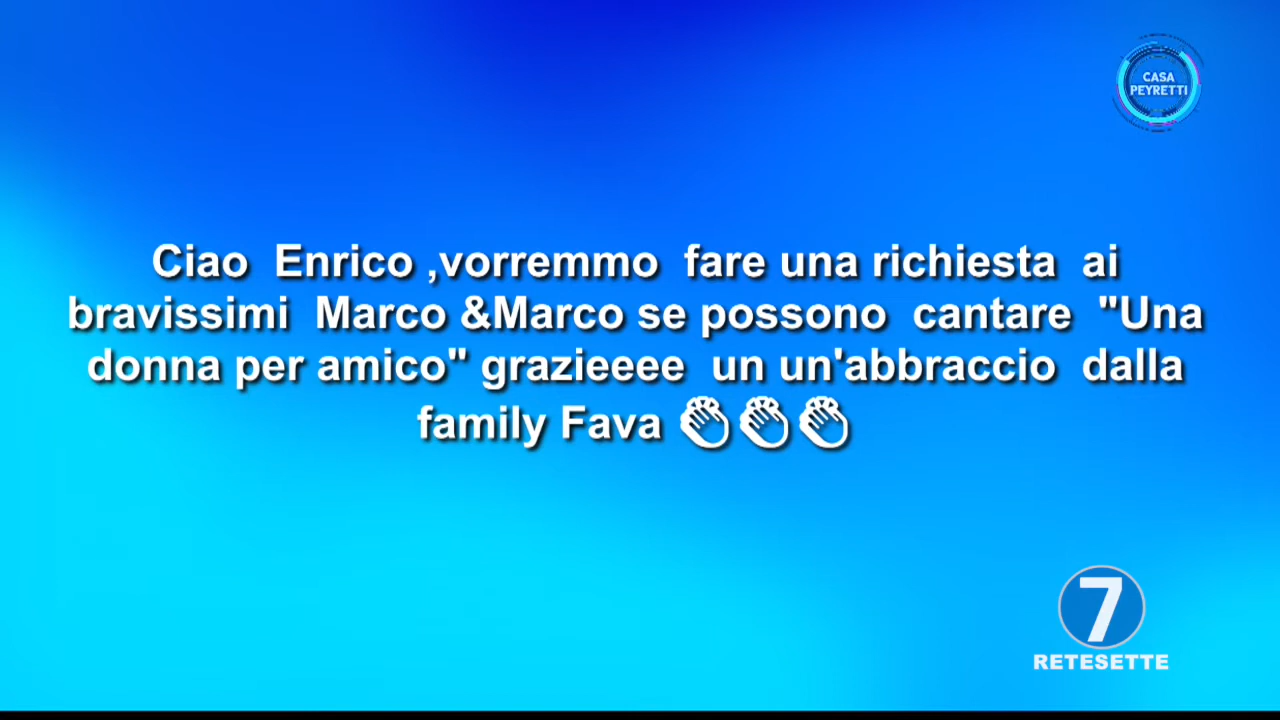 CASA
PEYRETTI
Ciao  Enrico ,vorremmo  fare una richiesta  ai
bravissimi  Marco &Marco se possono  cantare  "Una
donna per amico" grazieeee  un un'abbraccio  dalla
family Fava 👏👏👏
7
RETESETTE